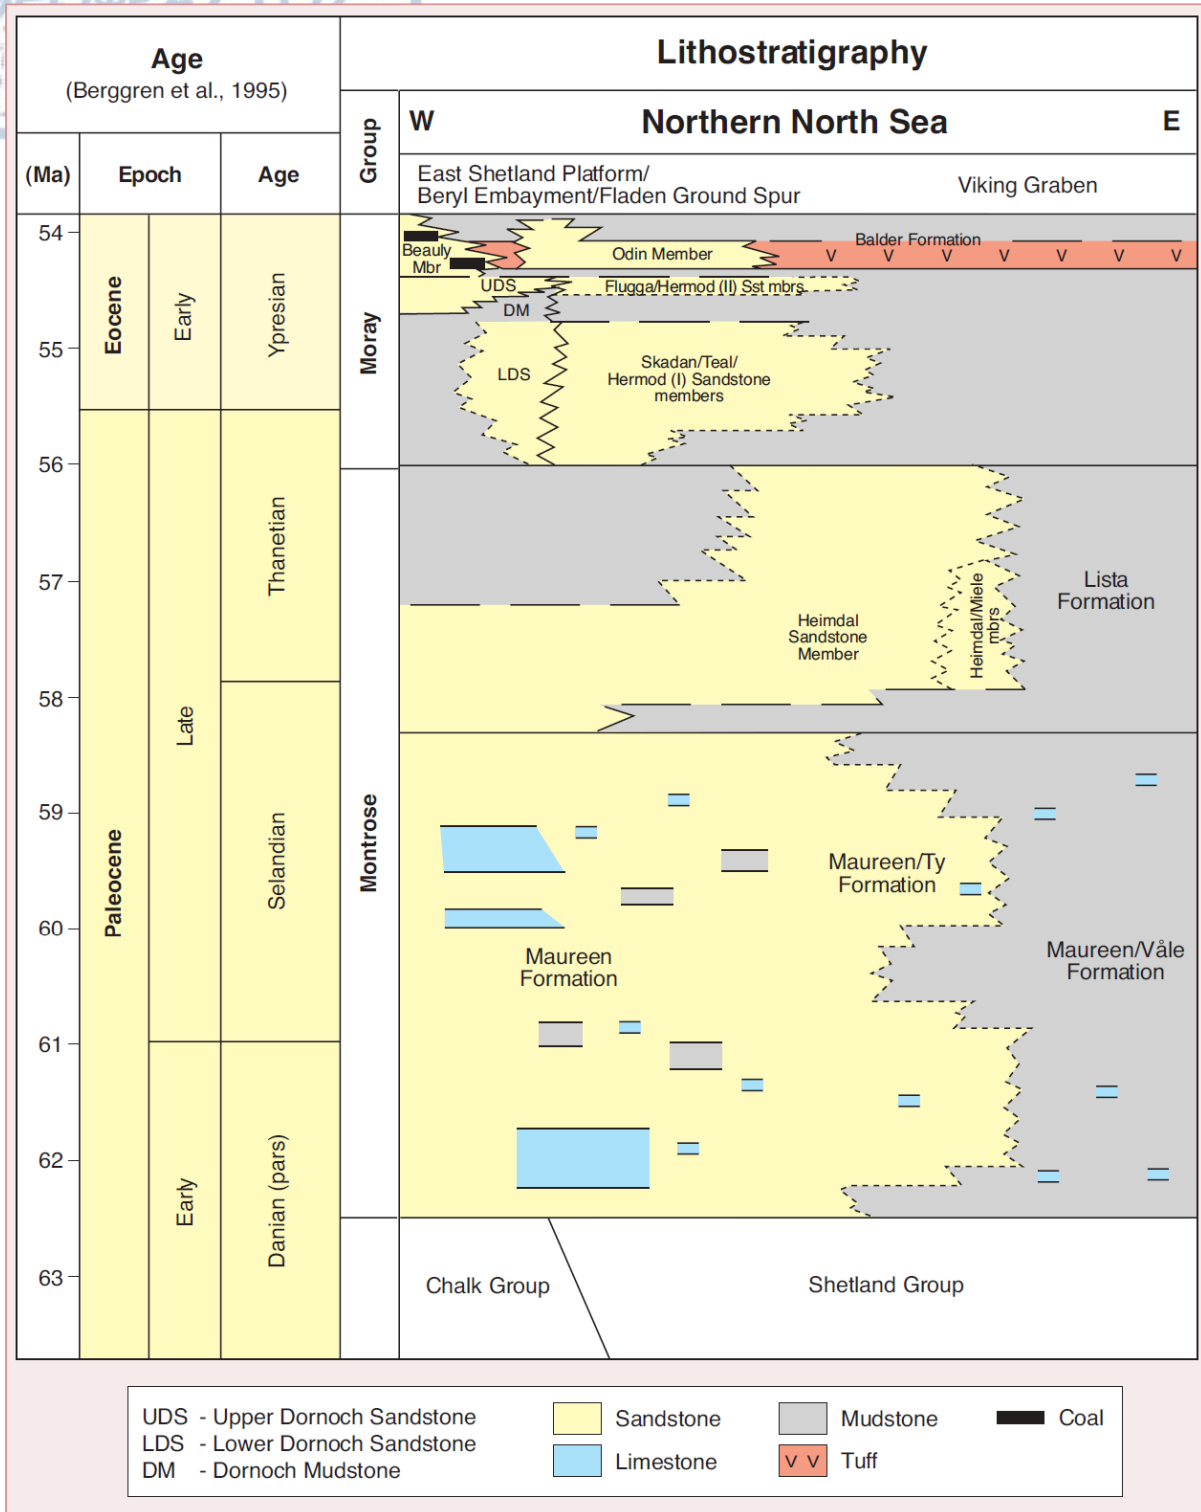 Age
(Berggren et al., 1995)
Lithostratigraphy
(Ma)
Epoch
Age
Group
W
Northern North Sea
E
East Shetland Platform/
Beryl Embayment/Fladen Ground Spur
Viking Graben
54
55
56
57
58
59
60
61
62
63
Eocene
Paleocene
Early
Late
Early
Ypresian
Thanetian
Selandian
Danian (pars)
Moray
Montrose
Beauly
Mbr
Odin Member
Balder Formation
V V V V V V V
UDS
Flugga/Hermod (II) Sst mbrs
DM
LDS
Skadan/Teal/
Hermod (I) Sandstone
members
Heimdal
Sandstone
Member
Heimdal/Miele
mbrs
Lista
Formation
Maureen/Ty
Formation
Maureen
Formation
Maureen/Våle
Formation
Chalk Group
Shetland Group
UDS - Upper Dornoch Sandstone
LDS - Lower Dornoch Sandstone
DM - Dornoch Mudstone
Sandstone
Limestone
Mudstone
V V Tuff
Coal